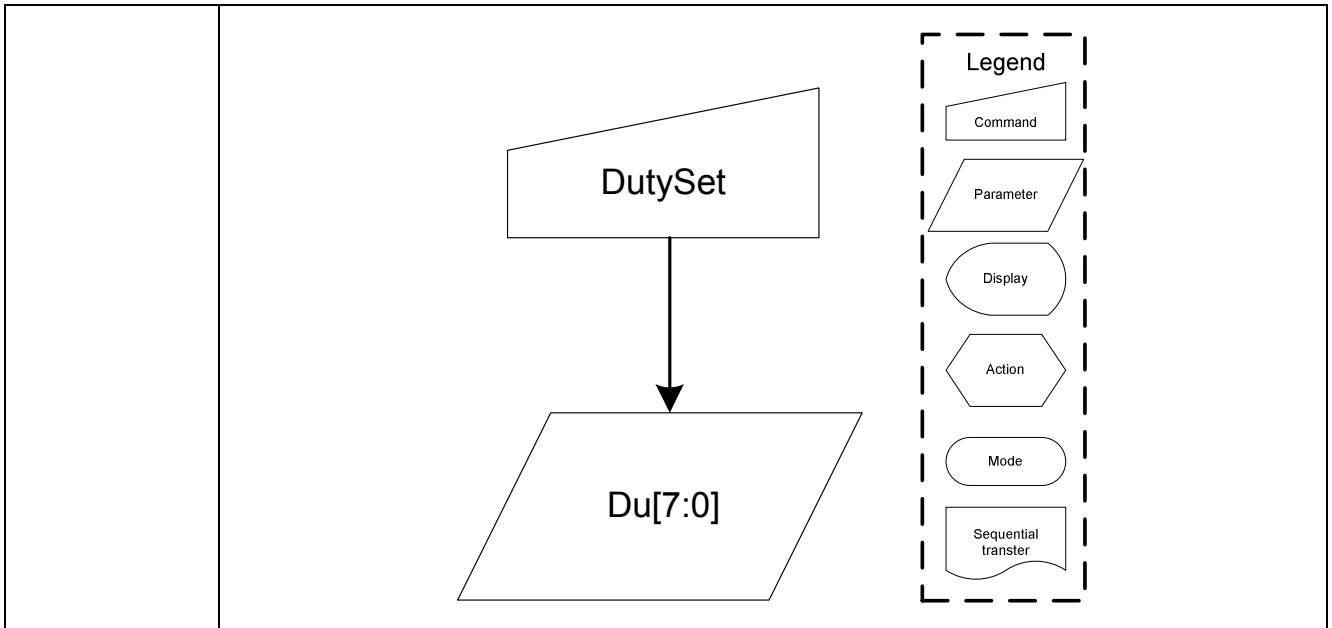 DutySet
Du[7:0]
Legend
Command
Parameter
Display
Action
Mode
Sequential
transter